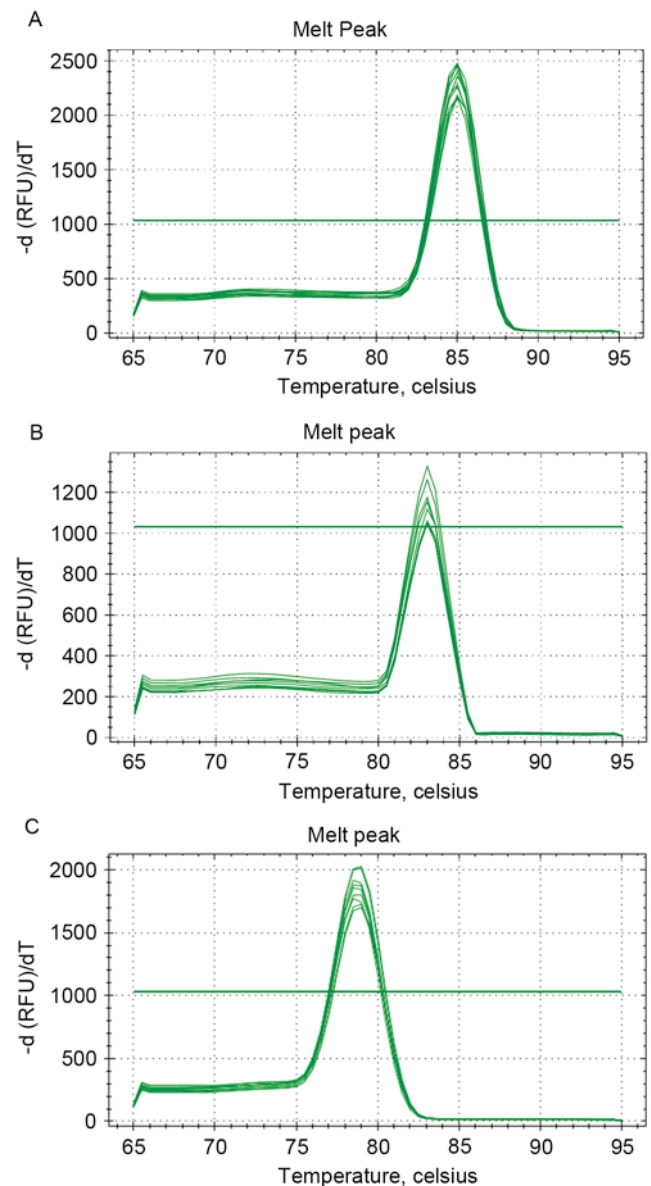 A
Melt Peak
2500
2000
1500
1000
500
0
-d (RFU)/dT
65 70 75 80 85 90 95
Temperature, celsius
B
Melt peak
1200
1000
800
600
400
200
0
-d (RFU)/dT
65 70 75 80 85 90 95
Temperature, celsius
C
Melt peak
2000
1500
1000
500
0
-d (RFU)/dT
65 70 75 80 85 90 95
Temperature, celsius